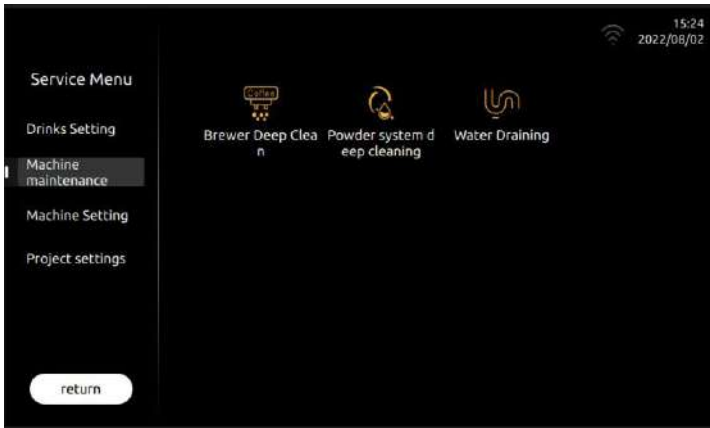 15:24
2022/08/02
Service Menu
Drinks Setting
Machine
maintenance
Machine Setting
Project settings
return
Coffee
Brewer Deep Clea
n
Powder system d
eep cleaning
Water Draining